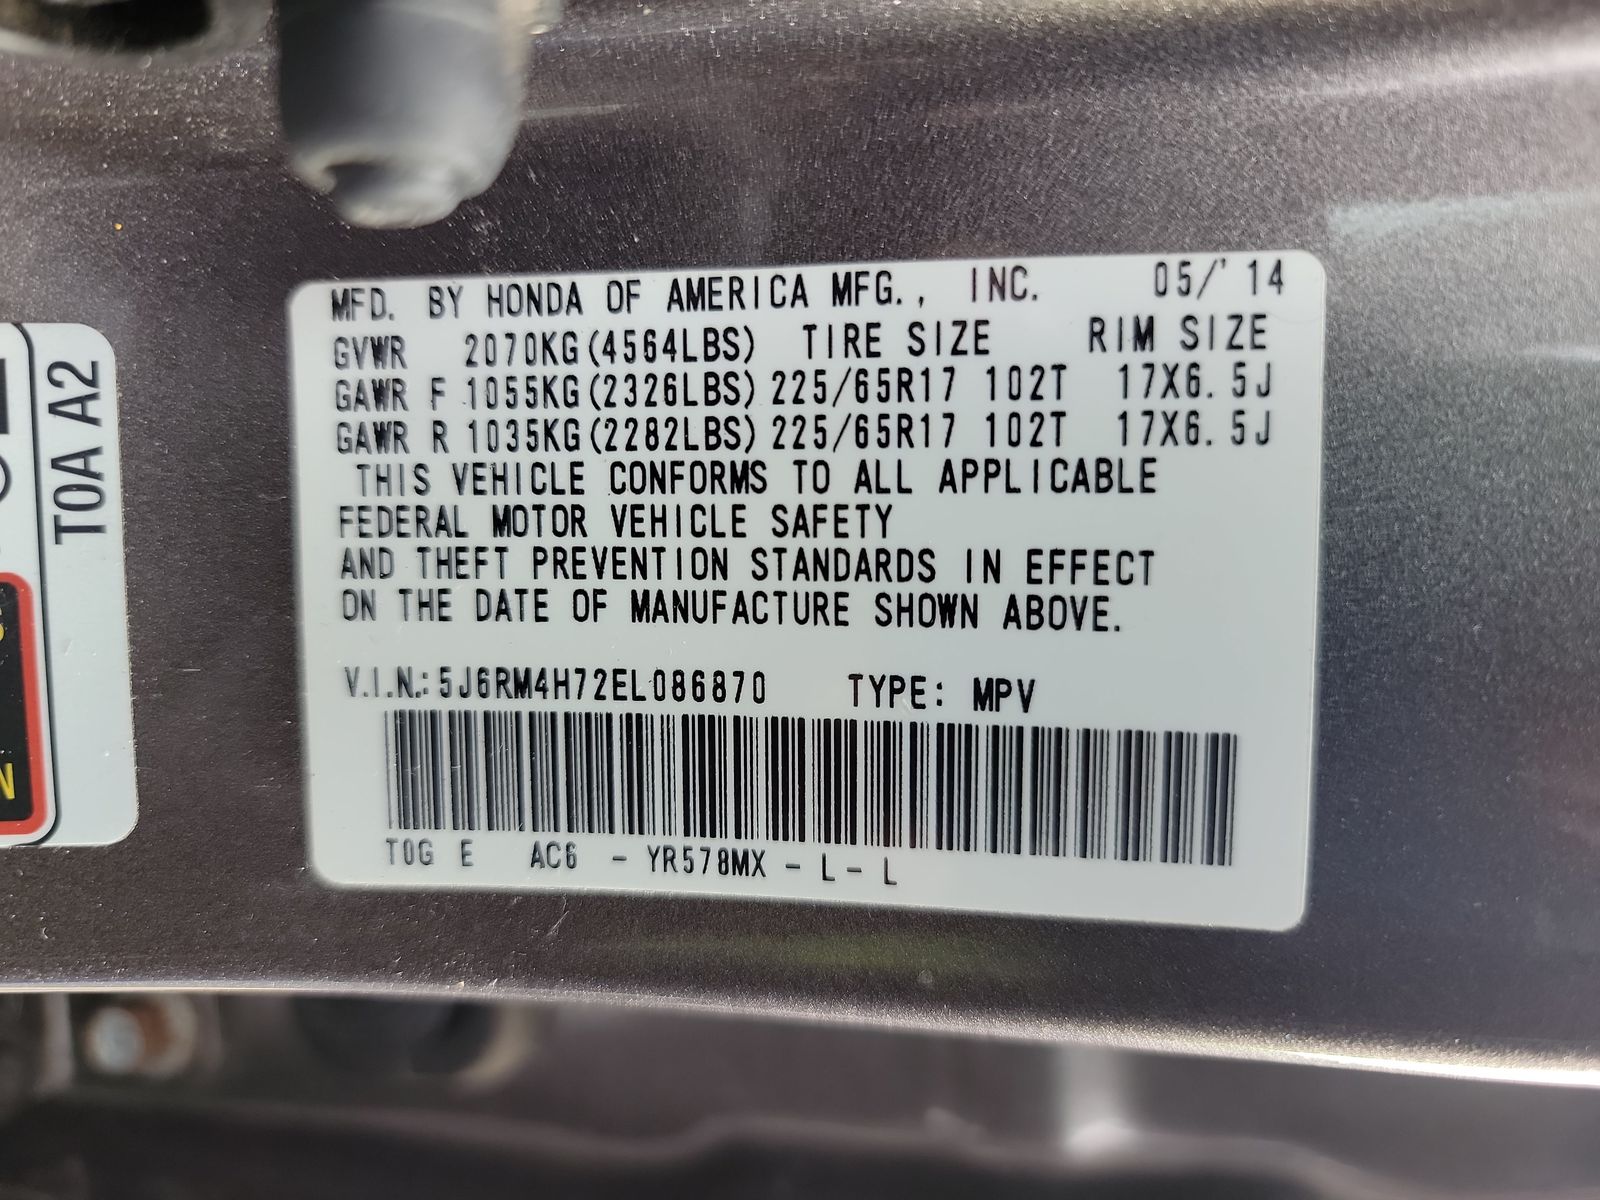 MFD. BY HONDA OF AMERICA MFG., INC. 05/'14
GVWR 2070KG(4564LBS) TIRE SIZE RIM SIZE
GAWR F 1055KG(2326LBS) 225/65R17 102T 17X6.5J
GAWR R 1035KG(2282LBS) 225/65R17 102T 17X6.5J
THIS VEHICLE CONFORMS TO ALL APPLICABLE
FEDERAL MOTOR VEHICLE SAFETY
AND THEFT PREVENTION STANDARDS IN EFFECT
ON THE DATE OF MANUFACTURE SHOWN ABOVE.
V.I.N.: 5J6RM4H72EL086870 TYPE: MPV
T0G E AC6 - YR578MX - L - L
T0A A2